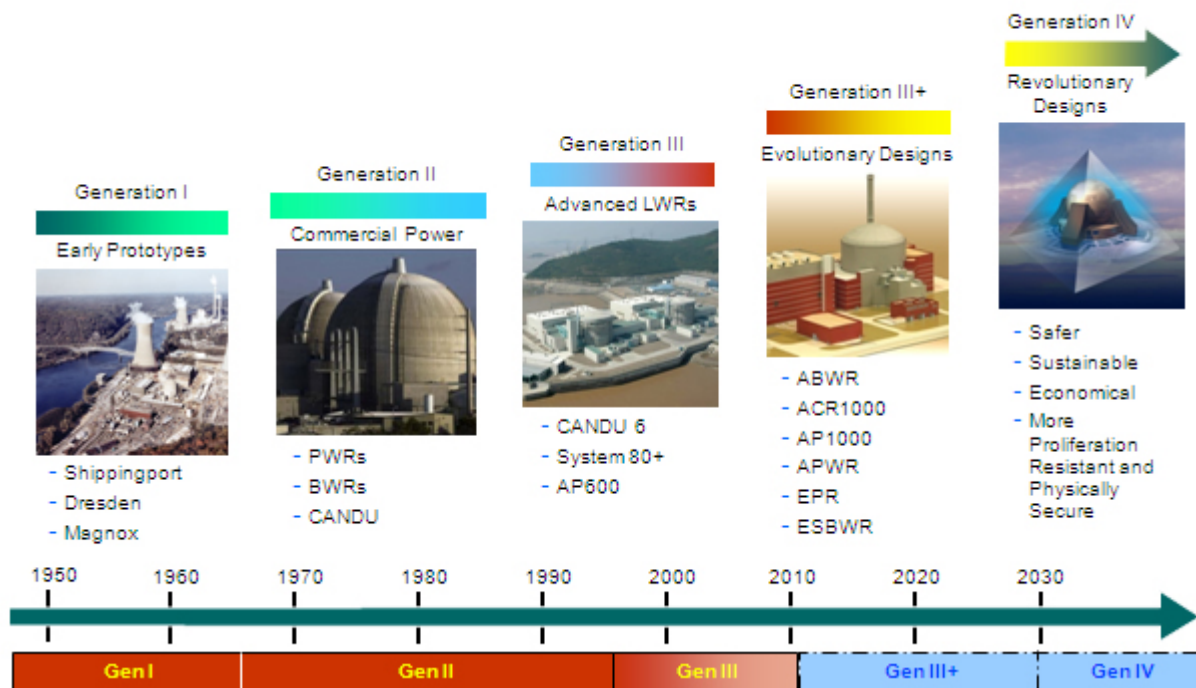 Generation I
Early Prototypes
- Shippingport
- Dresden
- Magnox
Generation II
Commercial Power
- PWRs
- BWRs
- CANDU
Generation III
Advanced LWRs
- CANDU 6
- System 80+
- AP600
Generation III+
Evolutionary Designs
- ABWR
- ACR1000
- AP1000
- APWR
- EPR
- ESBWR
Generation IV
Revolutionary
Designs
- Safer
- Sustainable
- Economical
- More
Proliferation
Resistant and
Physically
Secure
1950 1960 1970 1980 1990 2000 2010 2020 2030
Gen I Gen II Gen III Gen III+ Gen IV